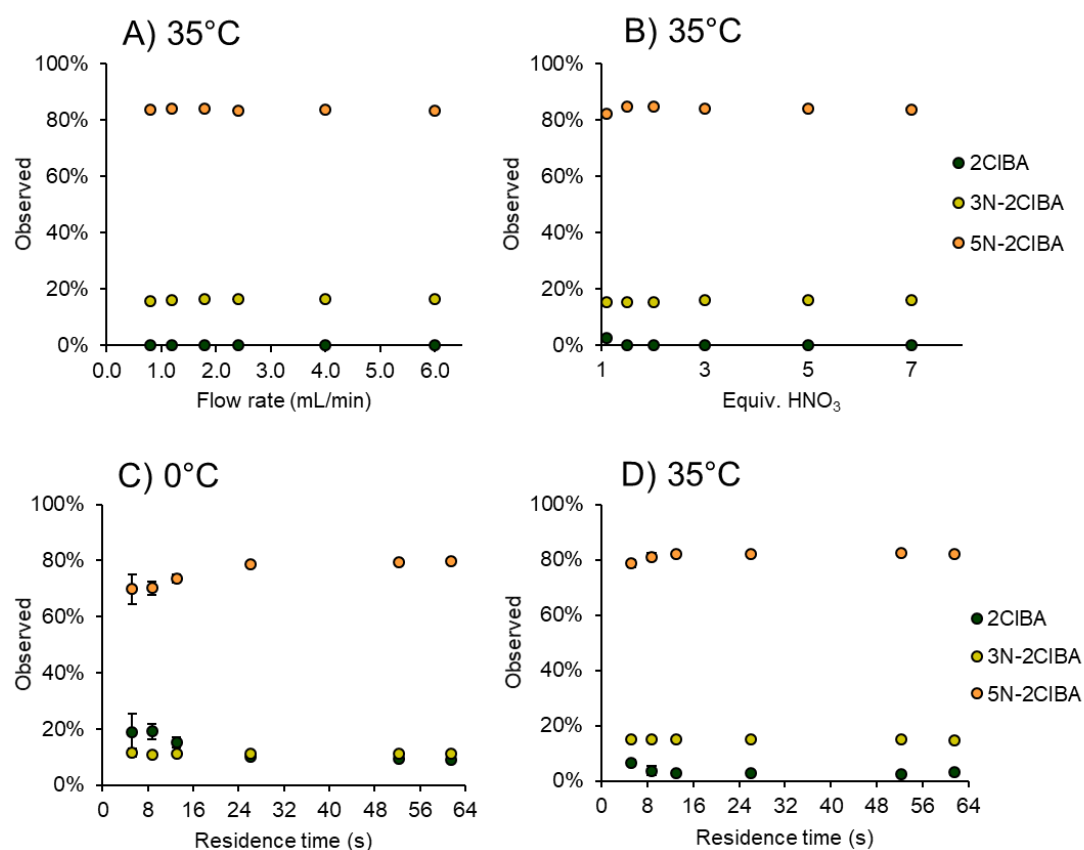 A) 35°C
100%
80%
60%
40%
20%
0%
Observed
0.0 1.0 2.0 3.0 4.0 5.0 6.0
Flow rate (mL/min)
B) 35°C
100%
80%
60%
40%
20%
0%
Observed
1 3 5 7
Equiv. HNO₃
2ClBA
3N-2ClBA
5N-2ClBA
C) 0°C
100%
80%
60%
40%
20%
0%
Observed
0 8 16 24 32 40 48 56 64
Residence time (s)
D) 35°C
100%
80%
60%
40%
20%
0%
Observed
0 8 16 24 32 40 48 56 64
Residence time (s)
2ClBA
3N-2ClBA
5N-2ClBA